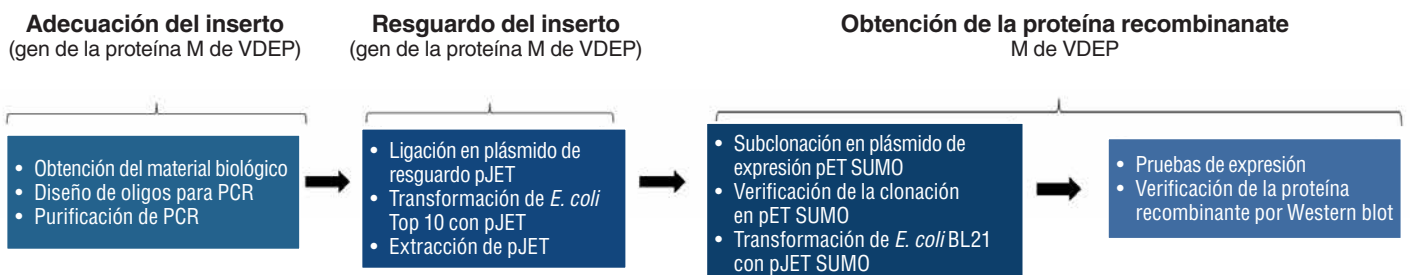 Adecuación del inserto
(gen de la proteína M de VDEP)
Resguardo del inserto
(gen de la proteína M de VDEP)
Obtención de la proteína recombinanate
M de VDEP
• Obtención del material biológico
• Diseño de oligos para PCR
• Purificación de PCR
• Ligación en plásmido de
resguardo pJET
• Transformación de E. coli
Top 10 con pJET
• Extracción de pJET
• Subclonación en plásmido de
expresión pET SUMO
• Verificación de la clonación
en pET SUMO
• Transformación de E. coli BL21
con pJET SUMO
• Pruebas de expresión
• Verificación de la proteína
recombinante por Western blot